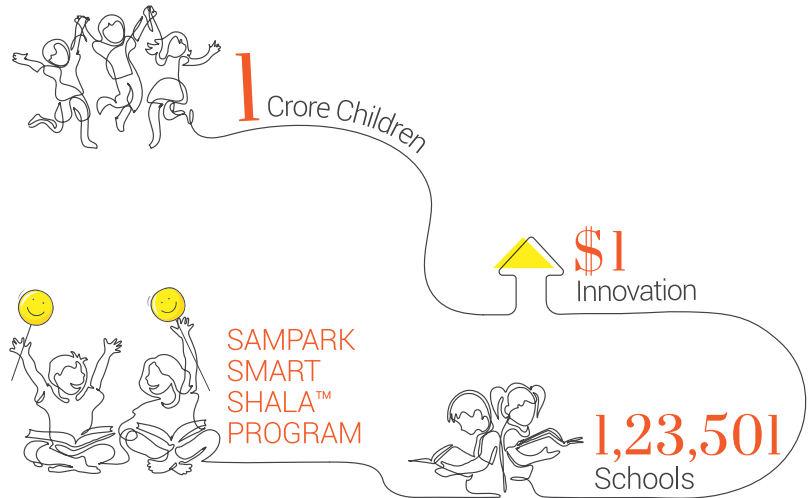 1 Crore Children
$1
Innovation
SAMPARK
SMART
SHALA™
PROGRAM
1,23,501
Schools